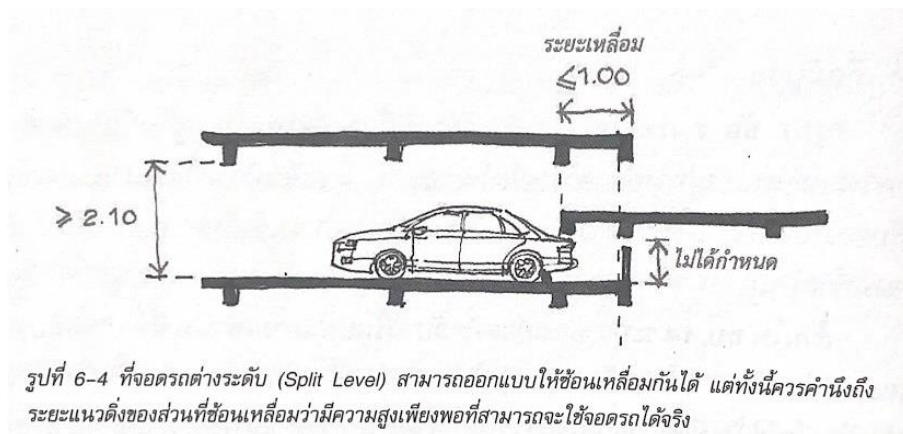 ระยะเหลื่อม
≤1.00
≥ 2.10
ไม่ได้กำหนด
รูปที่ 6-4 ที่จอดรถต่างระดับ (Split Level) สามารถออกแบบให้ซ้อนเหลื่อมกันได้ แต่ทั้งนี้ควรคำนึงถึง
ระยะแนวดิ่งของส่วนที่ซ้อนเหลื่อมว่ามีความสูงเพียงพอที่สามารถจะใช้จอดรถได้จริง